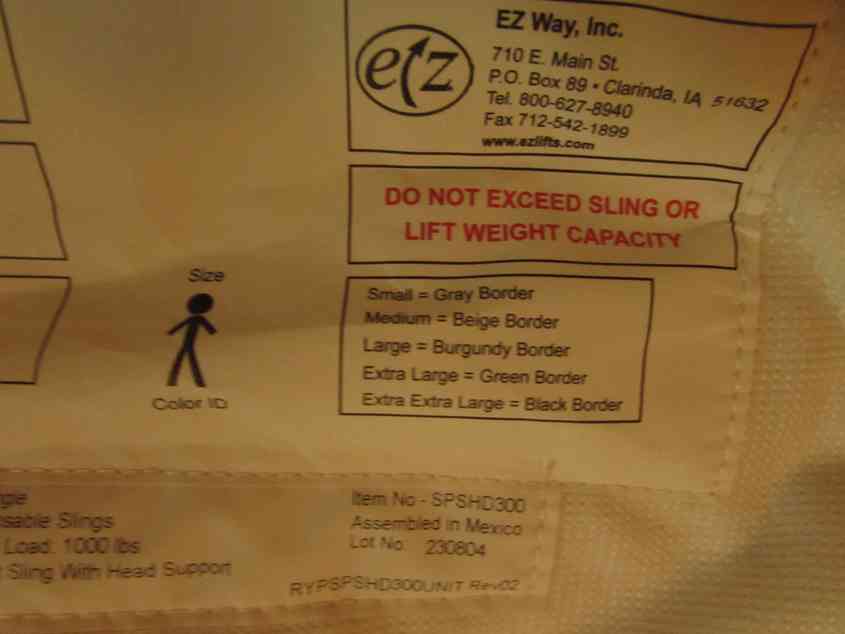 ez
EZ Way, Inc.
710 E. Main St.
P.O. Box 89 • Clarinda, IA 51632
Tel. 800-627-8940
Fax 712-542-1899
www.ezlifts.com
DO NOT EXCEED SLING OR
LIFT WEIGHT CAPACITY
Size
Color ID
Small = Gray Border
Medium = Beige Border
Large = Burgundy Border
Extra Large = Green Border
Extra Extra Large = Black Border
Slings
Load: 1000 lbs
Sling With Head Support
Item No - SPSHD300
Assembled in Mexico
Lot No: 230804
RYPSPSHD300UNIT Rev02